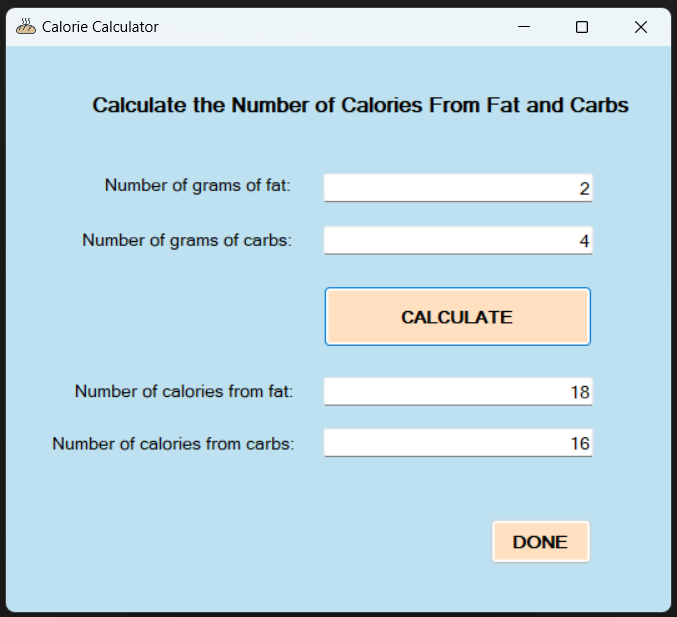 Calorie Calculator
Calculate the Number of Calories From Fat and Carbs
Number of grams of fat: 2
Number of grams of carbs: 4
CALCULATE
Number of calories from fat: 18
Number of calories from carbs: 16
DONE